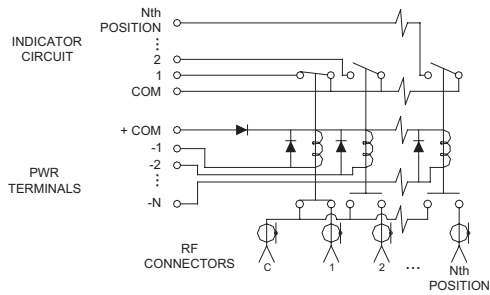 Nth
POSITION
INDICATOR
CIRCUIT
2
1
COM
+ COM
-1
-2
PWR
TERMINALS
-N
RF
CONNECTORS
C
1
2
...
Nth
POSITION